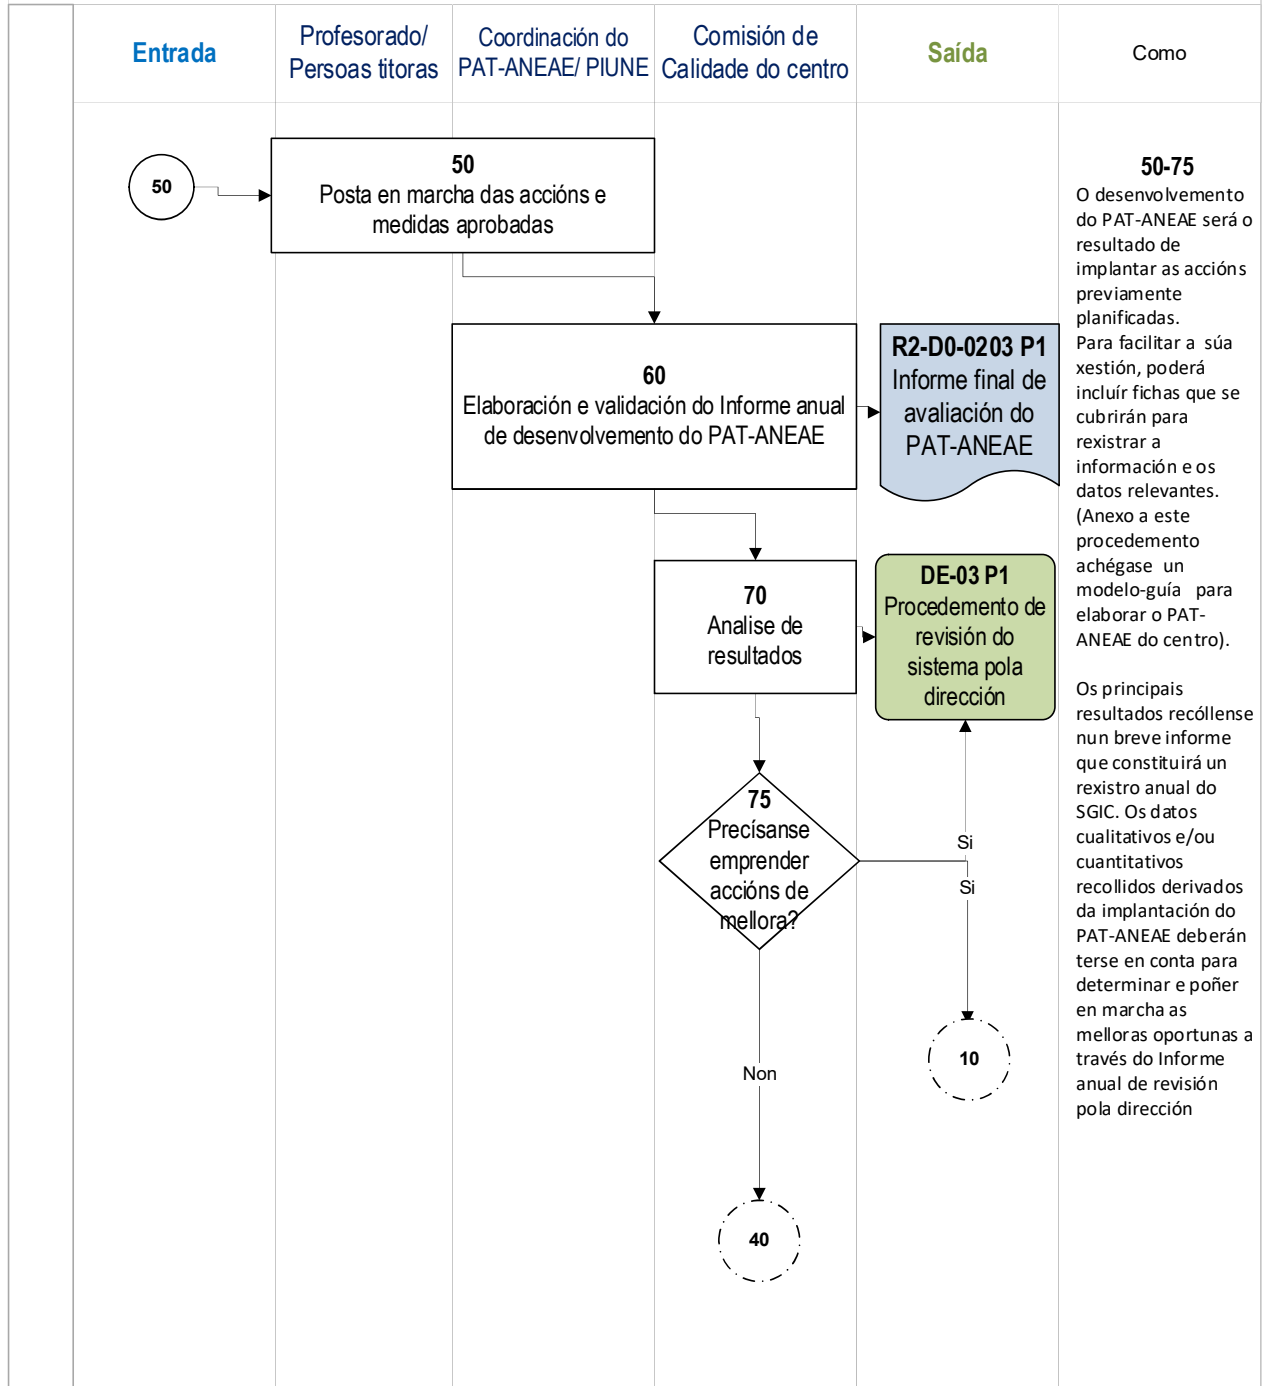 Entrada
Profesorado/
Persoas titoras
Coordinación do
PAT-ANEAE/ PIUNE
Comisión de
Calidade do centro
Saída
Como
50
50
Posta en marcha das accións e
medidas aprobadas
60
Elaboración e validación do Informe anual
de desenvolvemento do PAT-ANEAE
R2-D0-0203 P1
Informe final de
avaliación do
PAT-ANEAE
70
Analise de
resultados
DE-03 P1
Procedemento de
revisión do
sistema pola
dirección
75
Precísanse
emprender
accións de
mellora?
Si
Si
10
Non
40
50-75
O desenvolvemento
do PAT-ANEAE será o
resultado de
implantar as accións
previamente
planificadas.
Para facilitar a súa
xestión, poderá
incluír fichas que se
cubrirán para
rexistrar a
información e os
datos relevantes.
(Anexo a este
procedemento
achégase un
modelo-guía para
elaborar o PAT-
ANEAE do centro).
Os principais
resultados recóllense
nun breve informe
que constituirá un
rexistro anual do
SGIC. Os datos
cualitativos e/ou
cuantitativos
recollidos derivados
da implantación do
PAT-ANEAE deberán
terse en conta para
determinar e poñer
en marcha as
melloras oportunas a
través do Informe
anual de revisión
pola dirección